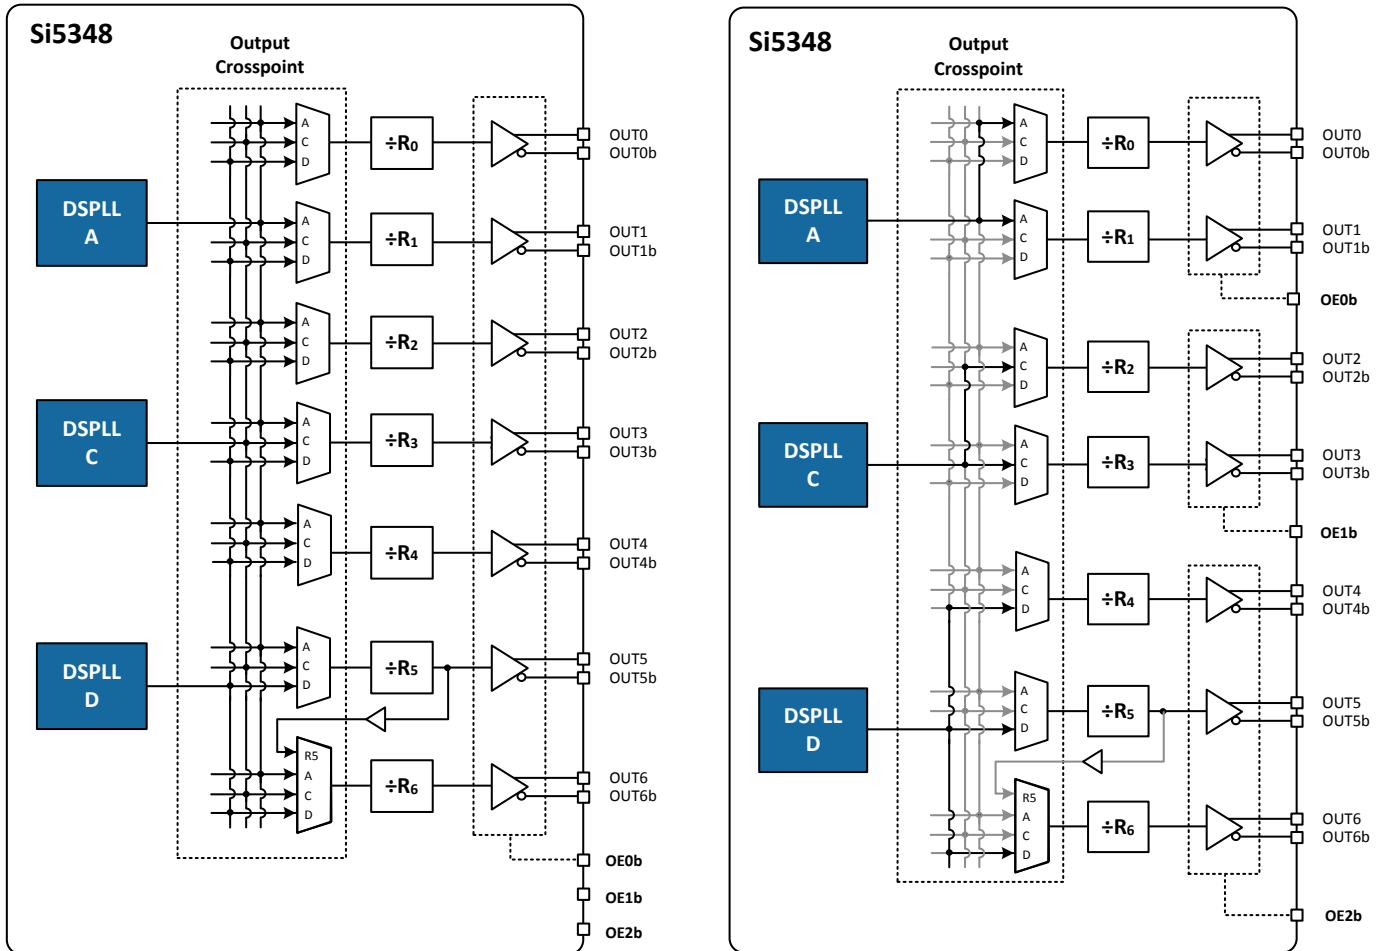 Si5348
Output
Crosspoint
A
C
D
÷R0
OUT0
OUT0b
DSPLL
A
A
C
D
÷R1
OUT1
OUT1b
A
C
D
÷R2
OUT2
OUT2b
DSPLL
C
A
C
D
÷R3
OUT3
OUT3b
A
C
D
÷R4
OUT4
OUT4b
DSPLL
D
A
C
D
÷R5
OUT5
OUT5b
R5
A
C
D
÷R6
OUT6
OUT6b
OE0b
OE1b
OE2b
Si5348
Output
Crosspoint
A
C
D
÷R0
OUT0
OUT0b
DSPLL
A
A
C
D
÷R1
OUT1
OUT1b
OE0b
A
C
D
÷R2
OUT2
OUT2b
DSPLL
C
A
C
D
÷R3
OUT3
OUT3b
OE1b
A
C
D
÷R4
OUT4
OUT4b
DSPLL
D
A
C
D
÷R5
OUT5
OUT5b
R5
A
C
D
÷R6
OUT6
OUT6b
OE2b